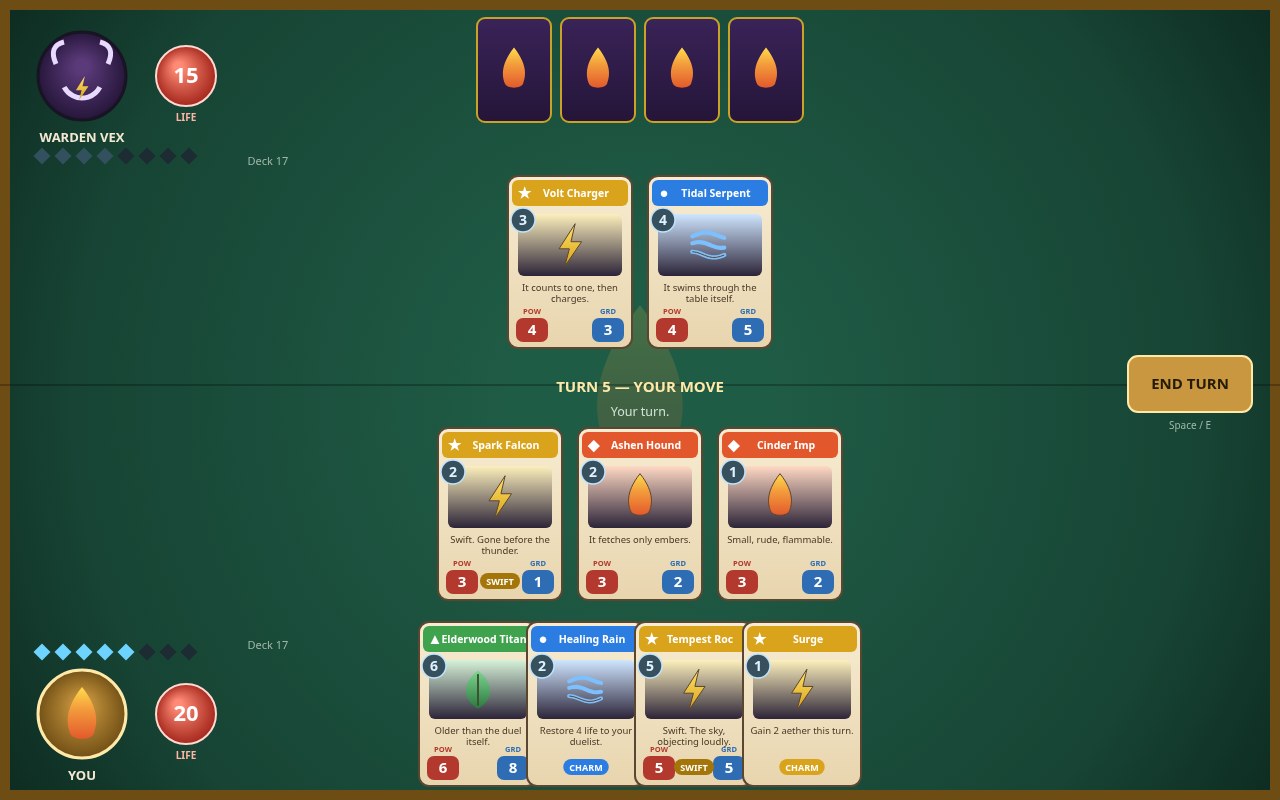 15
LIFE
WARDEN VEX
Deck 17
Volt Charger
3
It counts to one, then
charges.
POW
GRD
4
3
Tidal Serpent
4
It swims through the
table itself.
POW
GRD
4
5
TURN 5 — YOUR MOVE
Your turn.
END TURN
Space / E
Spark Falcon
2
Swift. Gone before the
thunder.
POW
GRD
3
SWIFT
1
Ashen Hound
2
It fetches only embers.
POW
GRD
3
2
Cinder Imp
1
Small, rude, flammable.
POW
GRD
3
2
Deck 17
20
LIFE
YOU
Elderwood Titan
6
Older than the duel
itself.
POW
GRD
6
8
Healing Rain
2
Restore 4 life to your
duelist.
CHARM
Tempest Roc
5
Swift. The sky,
objecting loudly.
POW
GRD
5
SWIFT
5
Surge
1
Gain 2 aether this turn.
CHARM